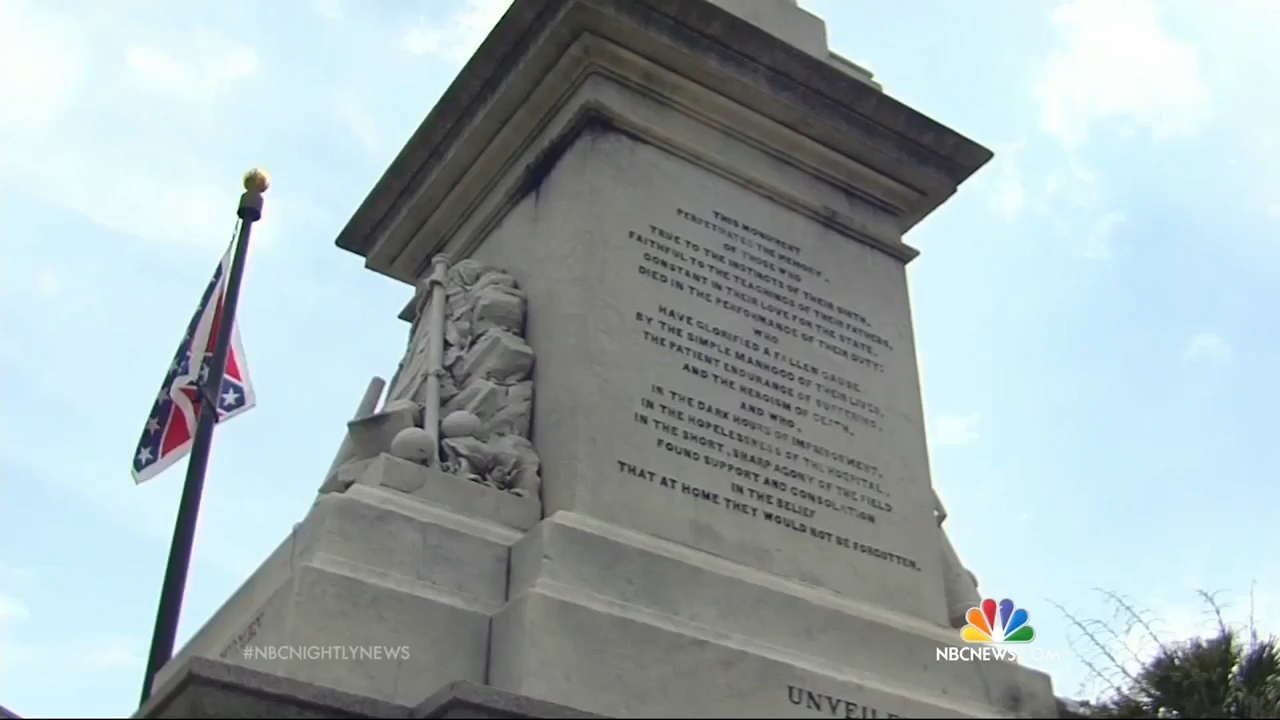 THIS MONUMENT
PERPETUATES THE MEMORY,
OF THOSE WHO
TRUE TO THE INSTINCTS OF THEIR BIRTH,
FAITHFUL TO THE TEACHINGS OF THEIR FATHERS,
CONSTANT IN THEIR LOVE FOR THE STATE,
DIED IN THE PERFORMANCE OF THEIR DUTY:
WHO
HAVE GLORIFIED A FALLEN CAUSE
BY THE SIMPLE MANHOOD OF THEIR LIVES,
THE PATIENT ENDURANCE OF SUFFERING,
AND THE HEROISM OF DEATH,
AND WHO,
IN THE DARK HOURS OF IMPRISONMENT,
IN THE HOPELESSNESS OF THE HOSPITAL,
IN THE SHORT, SHARP AGONY OF THE FIELD
FOUND SUPPORT AND CONSOLATION
IN THE BELIEF
THAT AT HOME THEY WOULD NOT BE FORGOTTEN.
UNVEILE
#NBCNIGHTLYNEWS
NBCNEWS.COM